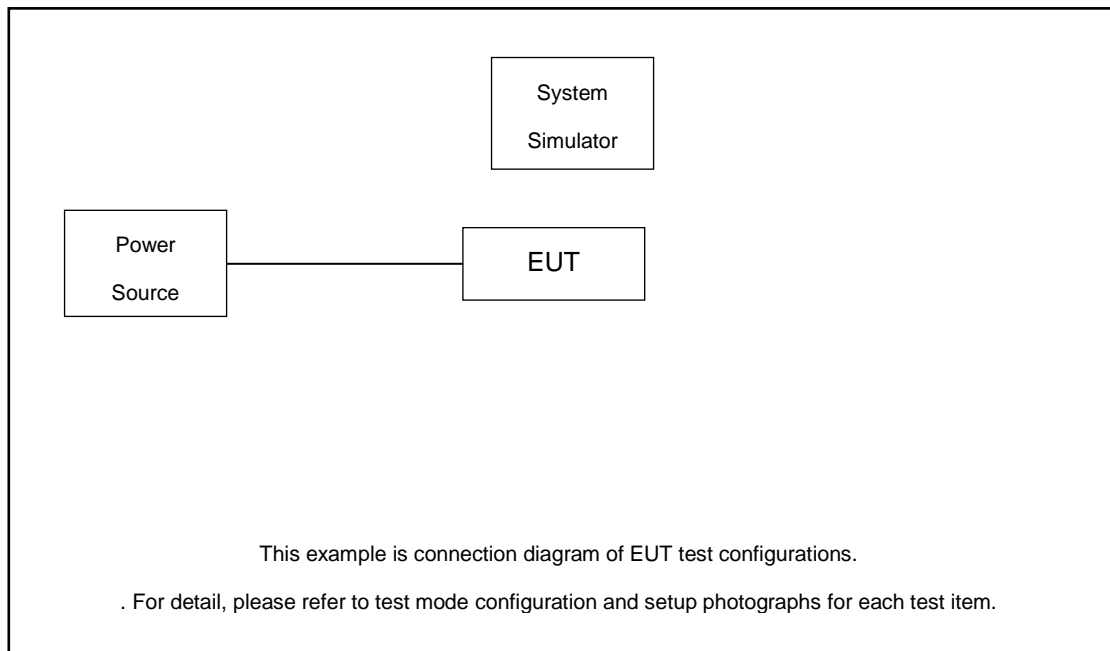 System
Simulator
Power
Source
EUT
This example is connection diagram of EUT test configurations.
. For detail, please refer to test mode configuration and setup photographs for each test item.